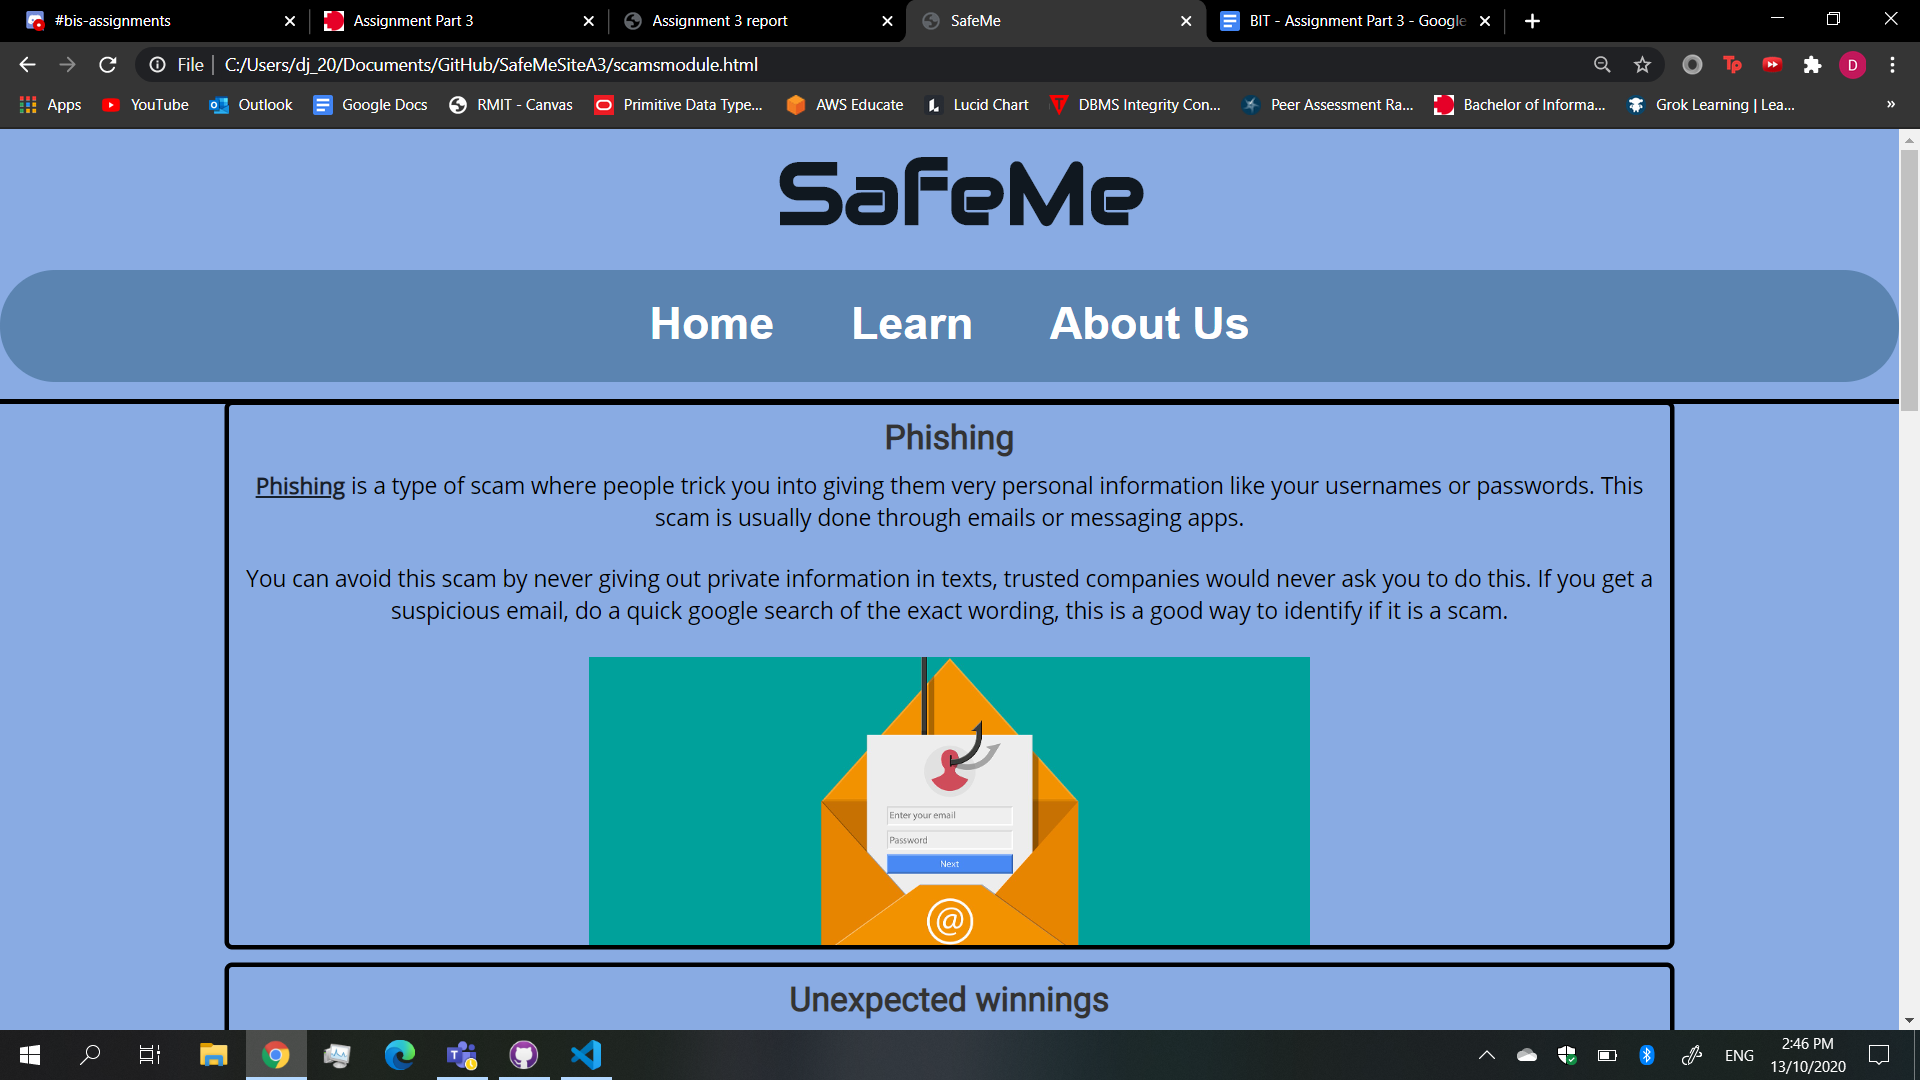 #bis-assignments
Assignment Part 3
Assignment 3 report
SafeMe
BIT - Assignment Part 3 - Google
File
C:/Users/dj_20/Documents/GitHub/SafeMeSiteA3/scamsmodule.html
D
Apps
YouTube
Outlook
Google Docs
RMIT - Canvas
Primitive Data Type...
AWS Educate
Lucid Chart
DBMS Integrity Con...
Peer Assessment Ra...
Bachelor of Informa...
Grok Learning | Lea...
SafeMe
Home Learn About Us
Phishing
Phishing is a type of scam where people trick you into giving them very personal information like your usernames or passwords. This
scam is usually done through emails or messaging apps.
You can avoid this scam by never giving out private information in texts, trusted companies would never ask you to do this. If you get a
suspicious email, do a quick google search of the exact wording, this is a good way to identify if it is a scam.
Enter your email
Password
Next
@
Unexpected winnings
ENG
2:46 PM
13/10/2020